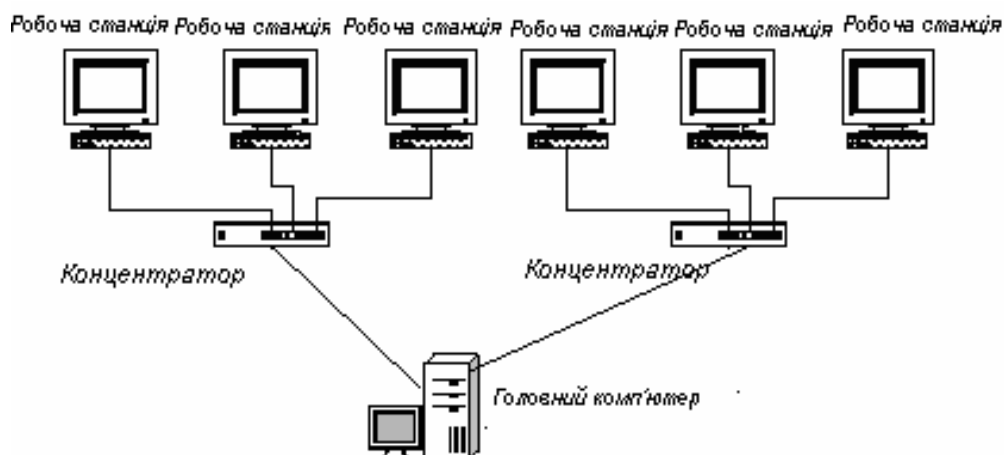 Робоча станція Робоча станція Робоча станція Робоча станція Робоча станція Робоча станція
Концентратор Концентратор
Головний комп'ютер